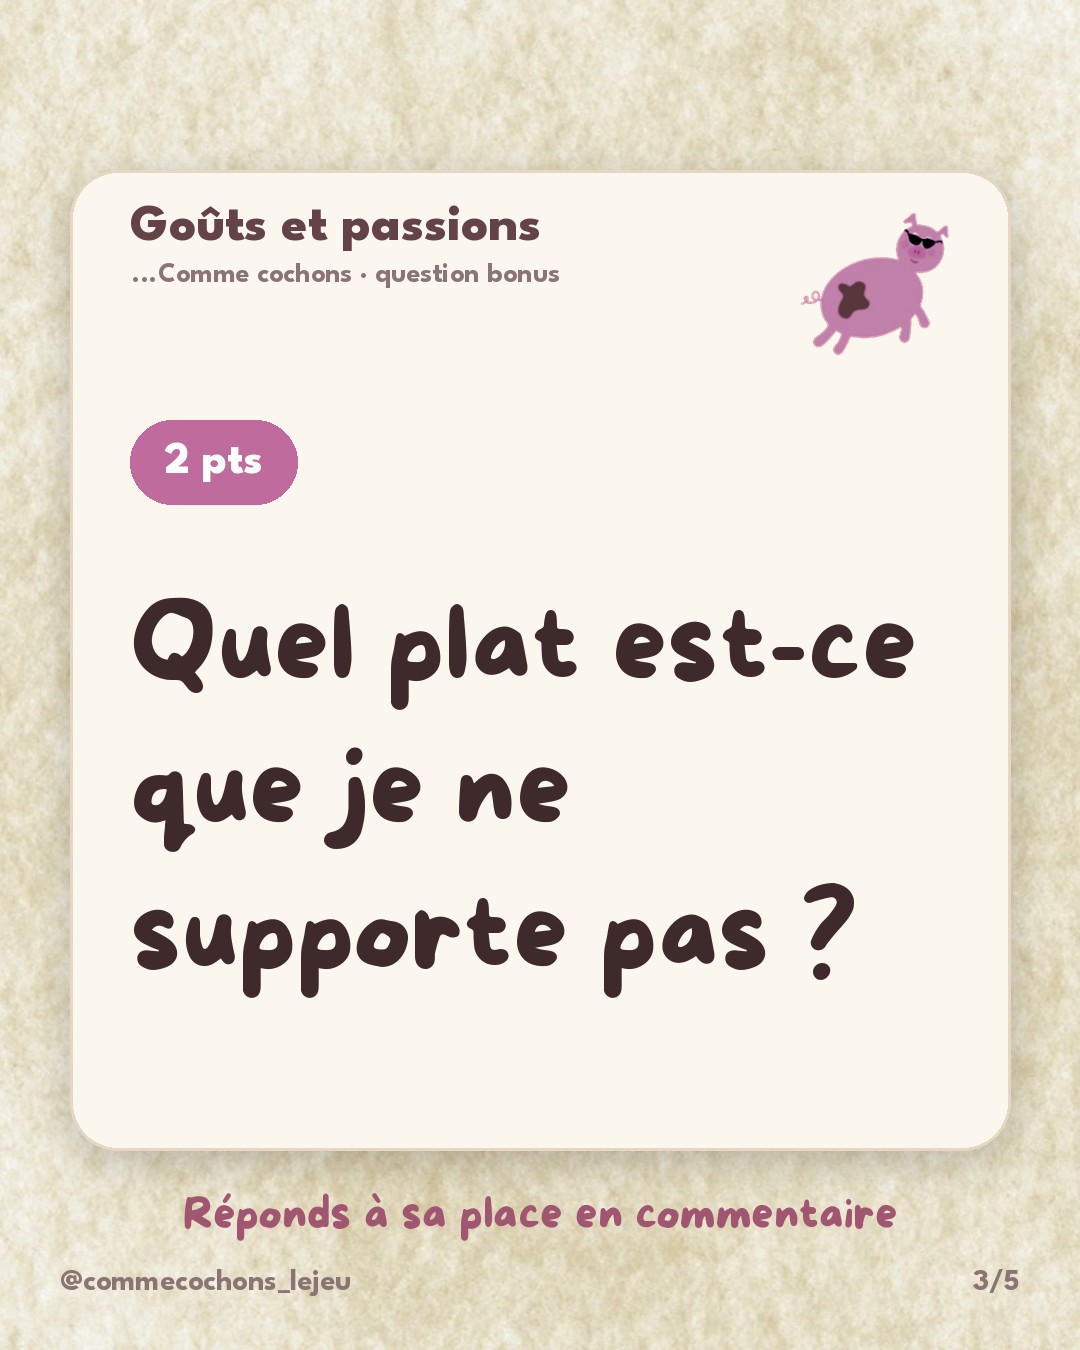 Goûts et passions
...Comme cochons · question bonus
2 pts
Quel plat est-ce
que je ne
supporte pas ?
Réponds à sa place en commentaire
@commecochons_lejeu
3/5